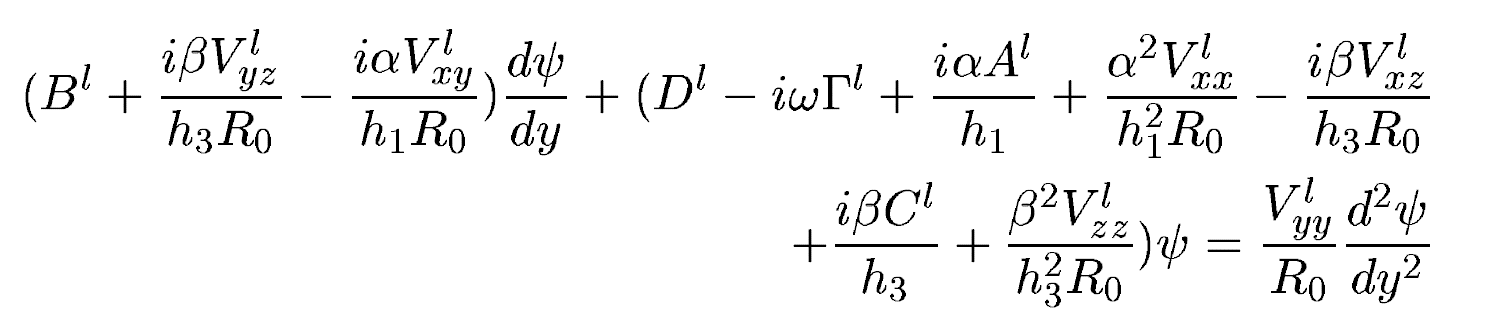 (B^l + \frac{i\beta V^l_{yz}}{h_3 R_0} - \frac{i\alpha V^l_{xy}}{h_1 R_0})\frac{d\psi}{dy} + (D^l - i\omega\Gamma^l + \frac{i\alpha A^l}{h_1} + \frac{\alpha^2 V^l_{xx}}{h_1^2 R_0} - \frac{i\beta V^l_{xz}}{h_3 R_0}
+\frac{i\beta C^l}{h_3} + \frac{\beta^2 V^l_{zz}}{h_3^2 R_0})\psi = \frac{V^l_{yy}}{R_0}\frac{d^2\psi}{dy^2}